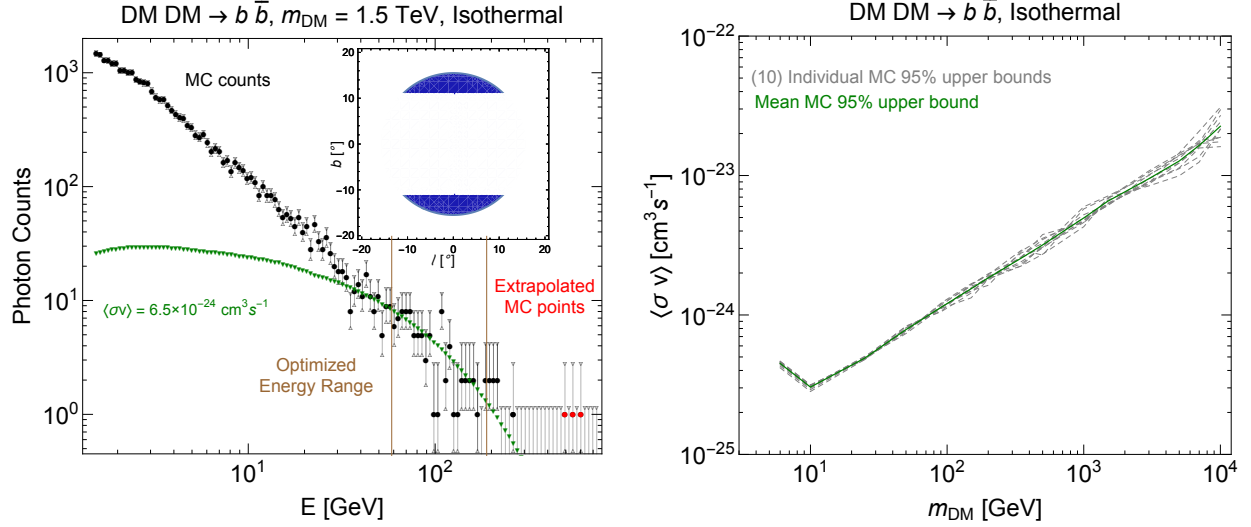 DM DM → b b̅, m_DM = 1.5 TeV, Isothermal
10³
10²
10¹
10⁰
Photon Counts
MC counts
20
10
0
−10
−20
b [°]
−20 −10 0 10 20
l [°]
⟨σv⟩ = 6.5×10⁻²⁴ cm³s⁻¹
Extrapolated
MC points
Optimized
Energy Range
10¹ 10²
E [GeV]
DM DM → b b̅, Isothermal
10⁻²²
10⁻²³
10⁻²⁴
10⁻²⁵
⟨σ v⟩ [cm³s⁻¹]
(10) Individual MC 95% upper bounds
Mean MC 95% upper bound
10¹ 10² 10³ 10⁴
m_DM [GeV]